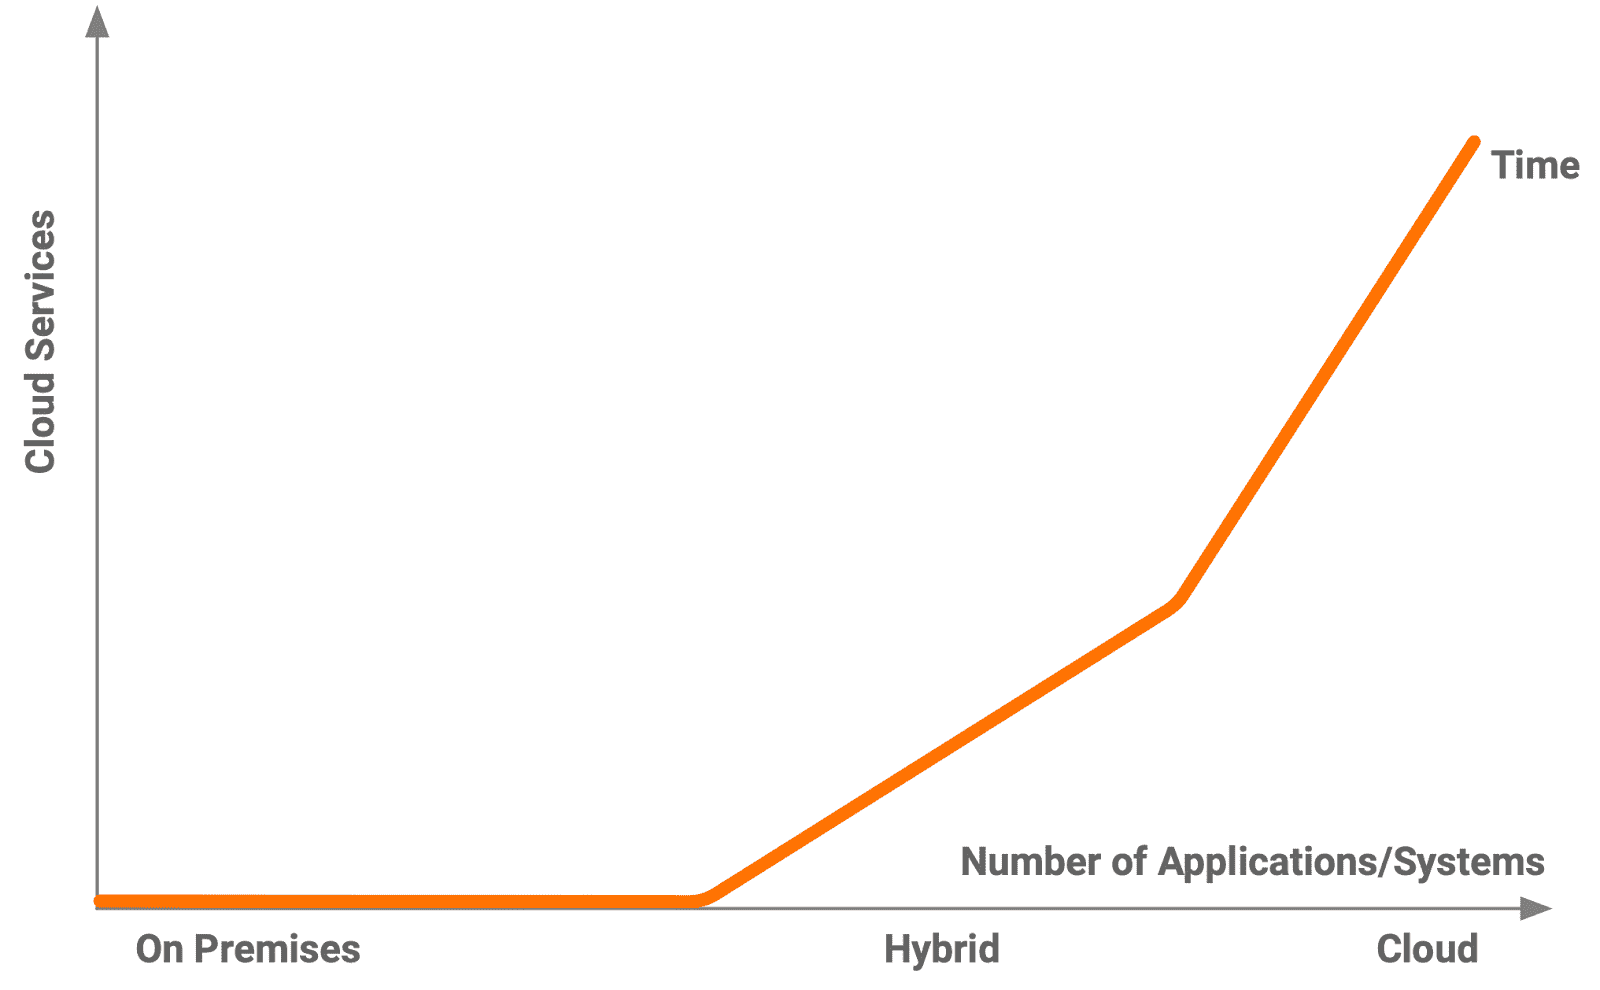 Time
Cloud Services
Number of Applications/Systems
On Premises
Hybrid
Cloud